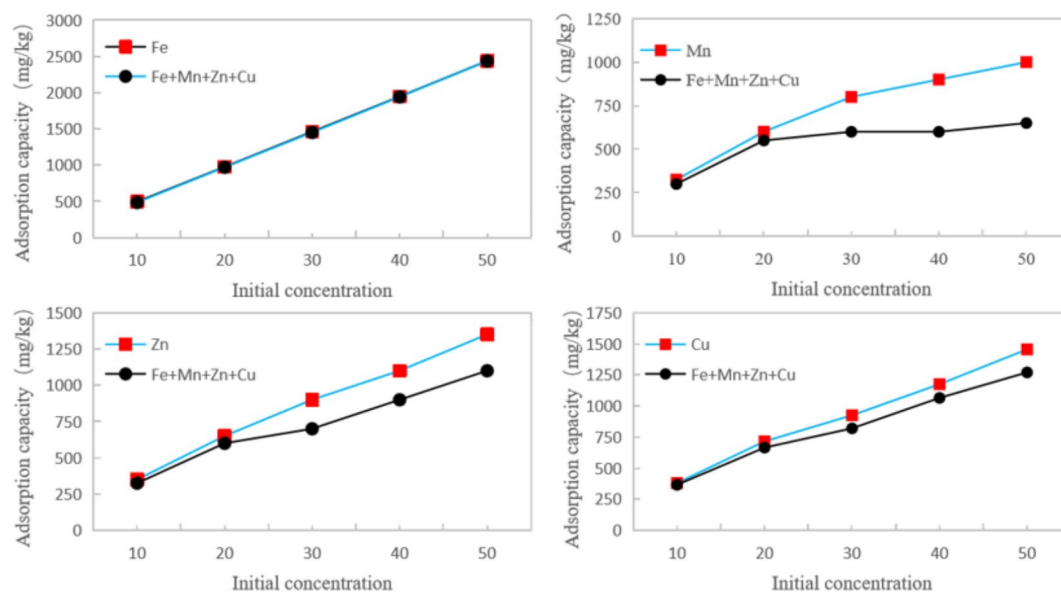 Adsorption capacity（mg/kg）
3000
2500
2000
1500
1000
500
0
Fe
Fe+Mn+Zn+Cu
10 20 30 40 50
Initial concentration
Adsorption capacity（mg/kg）
1250
1000
750
500
250
0
Mn
Fe+Mn+Zn+Cu
10 20 30 40 50
Initial concentration
Adsorption capacity（mg/kg）
1500
1250
1000
750
500
250
0
Zn
Fe+Mn+Zn+Cu
10 20 30 40 50
Initial concentration
Adsorption capacity（mg/kg）
1750
1500
1250
1000
750
500
250
0
Cu
Fe+Mn+Zn+Cu
10 20 30 40 50
Initial concentration